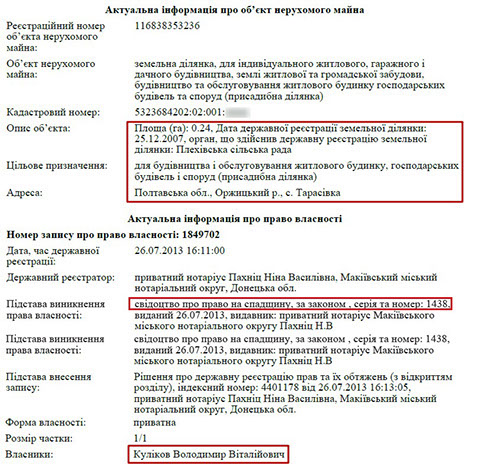 Актуальна інформація про об’єкт нерухомого майна
Реєстраційний номер об’єкта нерухомого майна: 116838353236
Об’єкт нерухомого майна: земельна ділянка, для індивідуального житлового, гаражного і
дачного будівництва, землі житлової та громадської забудови,
будівництво та обслуговування житлового будинку господарських
будівель та споруд (присадибна ділянка)
Кадастровий номер: 5323684202:02:001:
Опис об’єкта: Площа (га): 0.24, Дата державної реєстрації земельної ділянки:
25.12.2007, орган, що здійснив державну реєстрацію земельної
ділянки: Плехівська сільська рада
Цільове призначення: для будівництва і обслуговування житлового будинку, господарських
будівель і споруд (присадибна ділянка)
Адреса: Полтавська обл., Оржицький р., с. Тарасівка
Актуальна інформація про право власності
Номер запису про право власності: 1849702
Дата, час державної реєстрації: 26.07.2013 16:11:00
Державний реєстратор: приватний нотаріус Пахніц Ніна Василівна, Макіївський міський
нотаріальний округ, Донецька обл.
Підстава виникнення права власності: свідоцтво про право на спадщину, за законом , серія та номер: 1438,
виданий 26.07.2013, видавник: приватний нотаріус Макіївського
міського нотаріального округу Пахніц Н.В
Підстава виникнення права власності: свідоцтво про право на спадщину, за законом , серія та номер: 1438,
виданий 26.07.2013, видавник: приватний нотаріус Макіївського
міського нотаріального округу Пахніц Н.В
Підстава внесення запису: Рішення про державну реєстрацію прав та їх обтяжень (з відкриттям
розділу), індексний номер: 4401178 від 26.07.2013 16:13:05,
приватний нотаріус Пахніц Ніна Василівна, Макіївський міський
нотаріальний округ, Донецька обл.
Форма власності: приватна
Розмір частки: 1/1
Власники: Куліков Володимир Віталійович